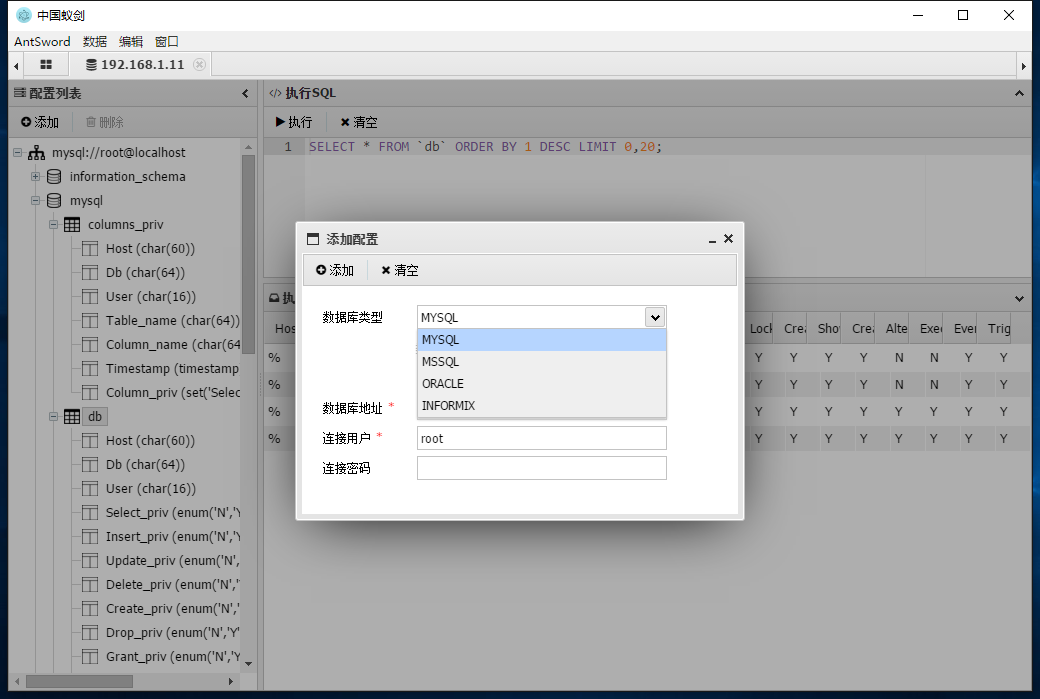 中国蚁剑
AntSword 数据 编辑 窗口
192.168.1.11
配置列表
添加 删除
mysql://root@localhost
information_schema
mysql
columns_priv
Host (char(60))
Db (char(64))
User (char(16))
Table_name (char(64))
Column_name (char(64
Timestamp (timestamp
Column_priv (set('Selec
db
Host (char(60))
Db (char(64))
User (char(16))
Select_priv (enum('N','Y
Insert_priv (enum('N','Y
Update_priv (enum('N',
Delete_priv (enum('N','
Create_priv (enum('N','
Drop_priv (enum('N','Y'
Grant_priv (enum('N','Y
</> 执行SQL
执行 清空
1 SELECT * FROM `db` ORDER BY 1 DESC LIMIT 0,20;
执
Hos Lock Crea Sho Crea Alte Exec Ever Trig
% Y Y Y Y N N Y Y
% Y Y Y Y N N Y Y
% Y Y Y Y Y Y Y Y
% Y Y Y Y Y Y Y Y
添加配置
添加 清空
数据库类型 MYSQL
MYSQL
MSSQL
ORACLE
INFORMIX
数据库地址 *
连接用户 * root
连接密码